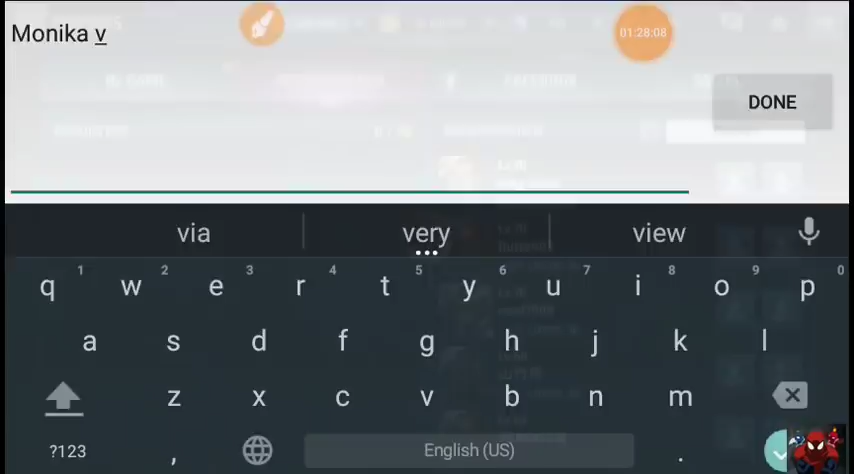 Monika v
01:28:08
DONE
via very view
1 2 3 4 5 6 7 8 9 0
q w e r t y u i o p
a s d f g h j k l
z x c v b n m
?123 , English (US) .